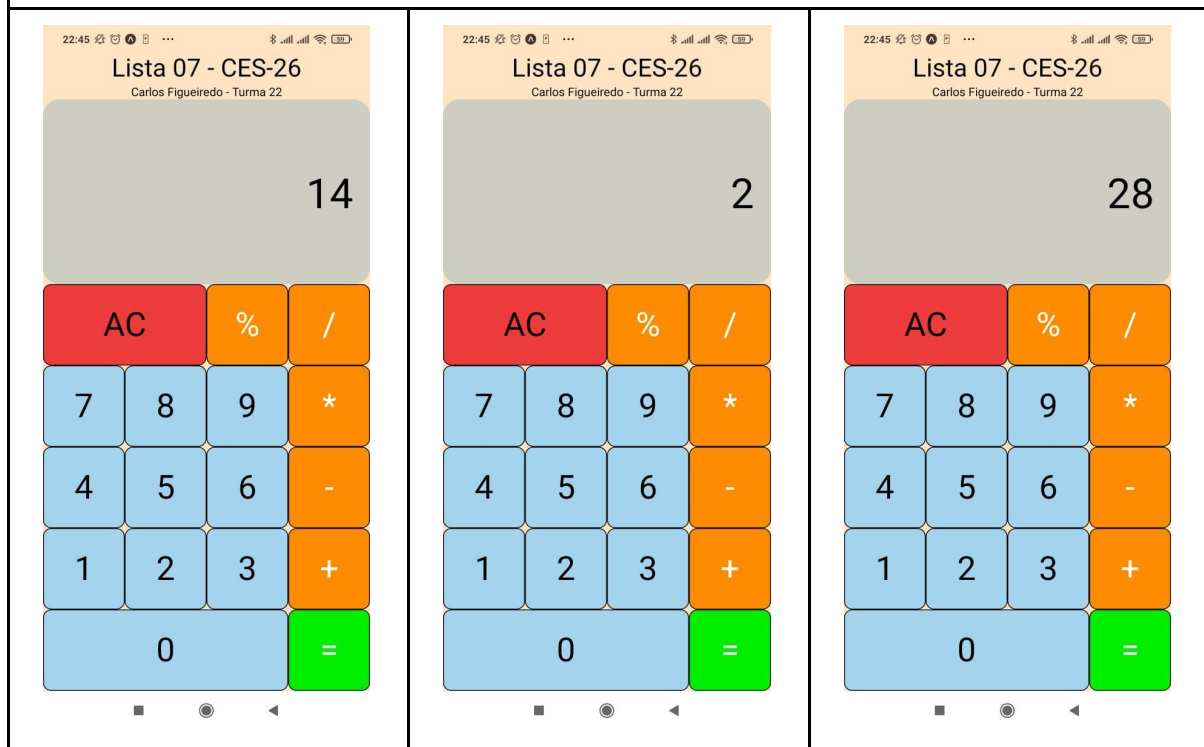 22:45 ... 59
Lista 07 - CES-26
Carlos Figueiredo - Turma 22
14
AC % /
7 8 9 *
4 5 6 -
1 2 3 +
0 =
22:45 ... 59
Lista 07 - CES-26
Carlos Figueiredo - Turma 22
2
AC % /
7 8 9 *
4 5 6 -
1 2 3 +
0 =
22:45 ... 59
Lista 07 - CES-26
Carlos Figueiredo - Turma 22
28
AC % /
7 8 9 *
4 5 6 -
1 2 3 +
0 =